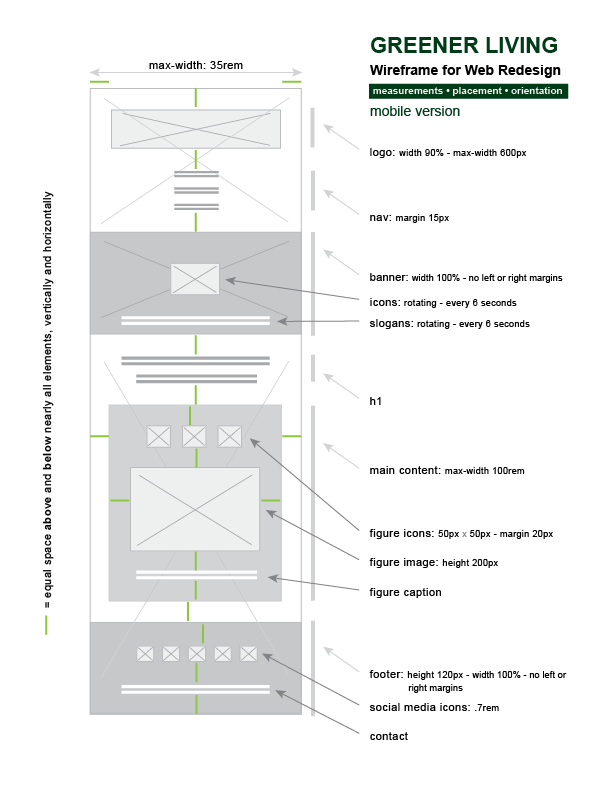 GREENER LIVING
Wireframe for Web Redesign
measurements • placement • orientation
mobile version
max-width: 35rem
logo: width 90% - max-width 600px
nav: margin 15px
banner: width 100% - no left or right margins
icons: rotating - every 6 seconds
slogans: rotating - every 6 seconds
h1
main content: max-width 100rem
figure icons: 50px x 50px - margin 20px
figure image: height 200px
figure caption
footer: height 120px - width 100% - no left or
right margins
social media icons: .7rem
contact
= equal space above and below nearly all elements, vertically and horizontally